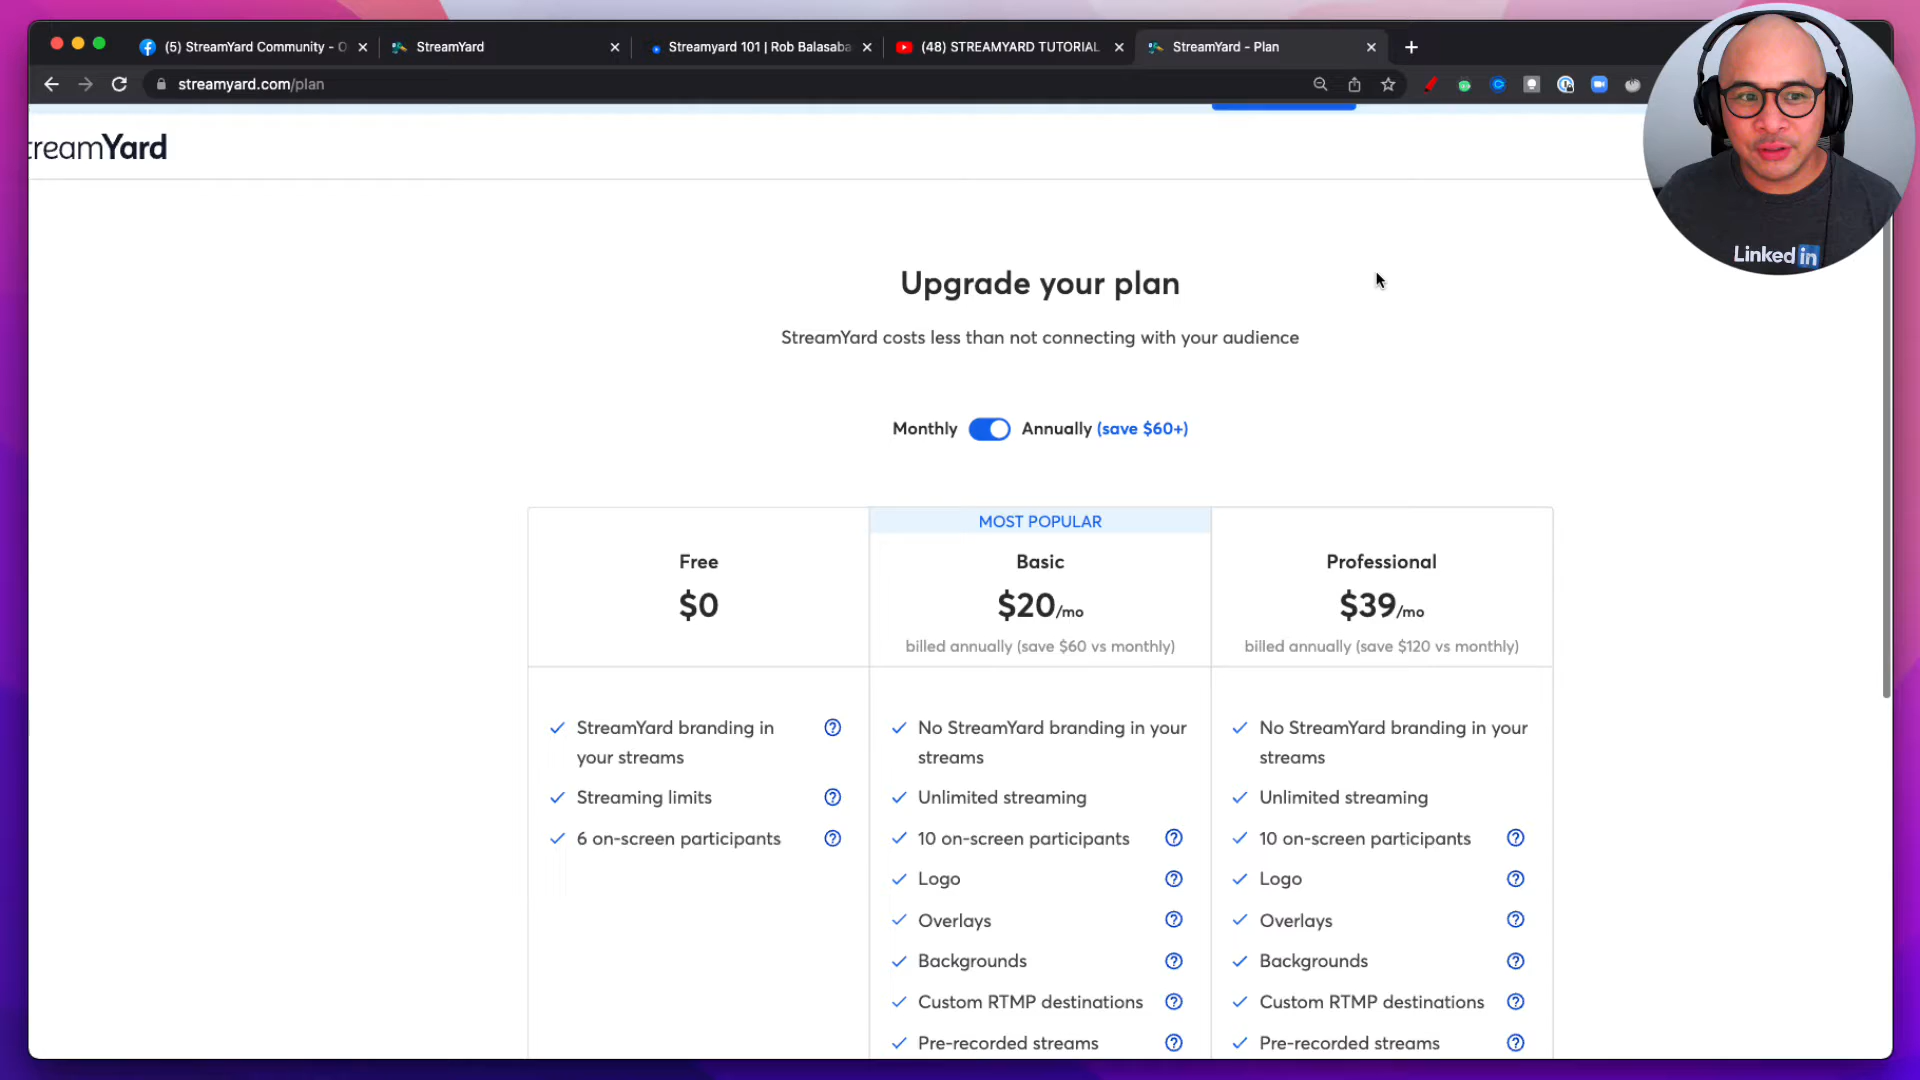 (5) StreamYard Community - O
StreamYard
Streamyard 101 | Rob Balasaba
(48) STREAMYARD TUTORIAL
StreamYard - Plan
streamyard.com/plan
treamYard
LinkedIn
Upgrade your plan
StreamYard costs less than not connecting with your audience
Monthly Annually (save $60+)
MOST POPULAR
Free
$0
Basic
$20/mo
billed annually (save $60 vs monthly)
Professional
$39/mo
billed annually (save $120 vs monthly)
StreamYard branding in
your streams
Streaming limits
6 on-screen participants
No StreamYard branding in your
streams
Unlimited streaming
10 on-screen participants
Logo
Overlays
Backgrounds
Custom RTMP destinations
Pre-recorded streams
No StreamYard branding in your
streams
Unlimited streaming
10 on-screen participants
Logo
Overlays
Backgrounds
Custom RTMP destinations
Pre-recorded streams